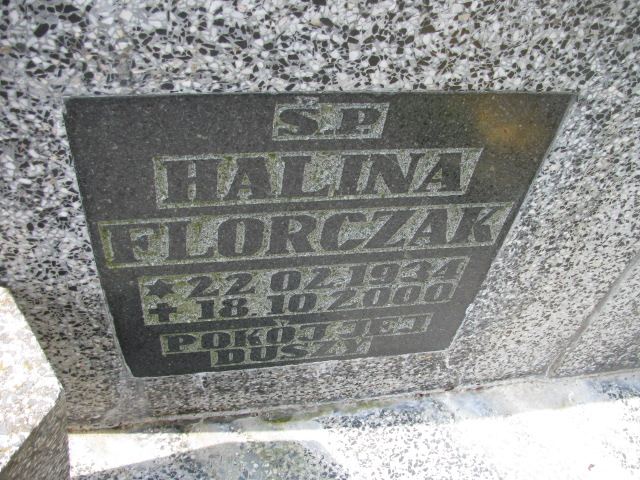 Ś P
HALINA
FLORCZAK
★ 22 02 1934
✝ 18 10 2000
POKÓJ JEJ
DUSZY